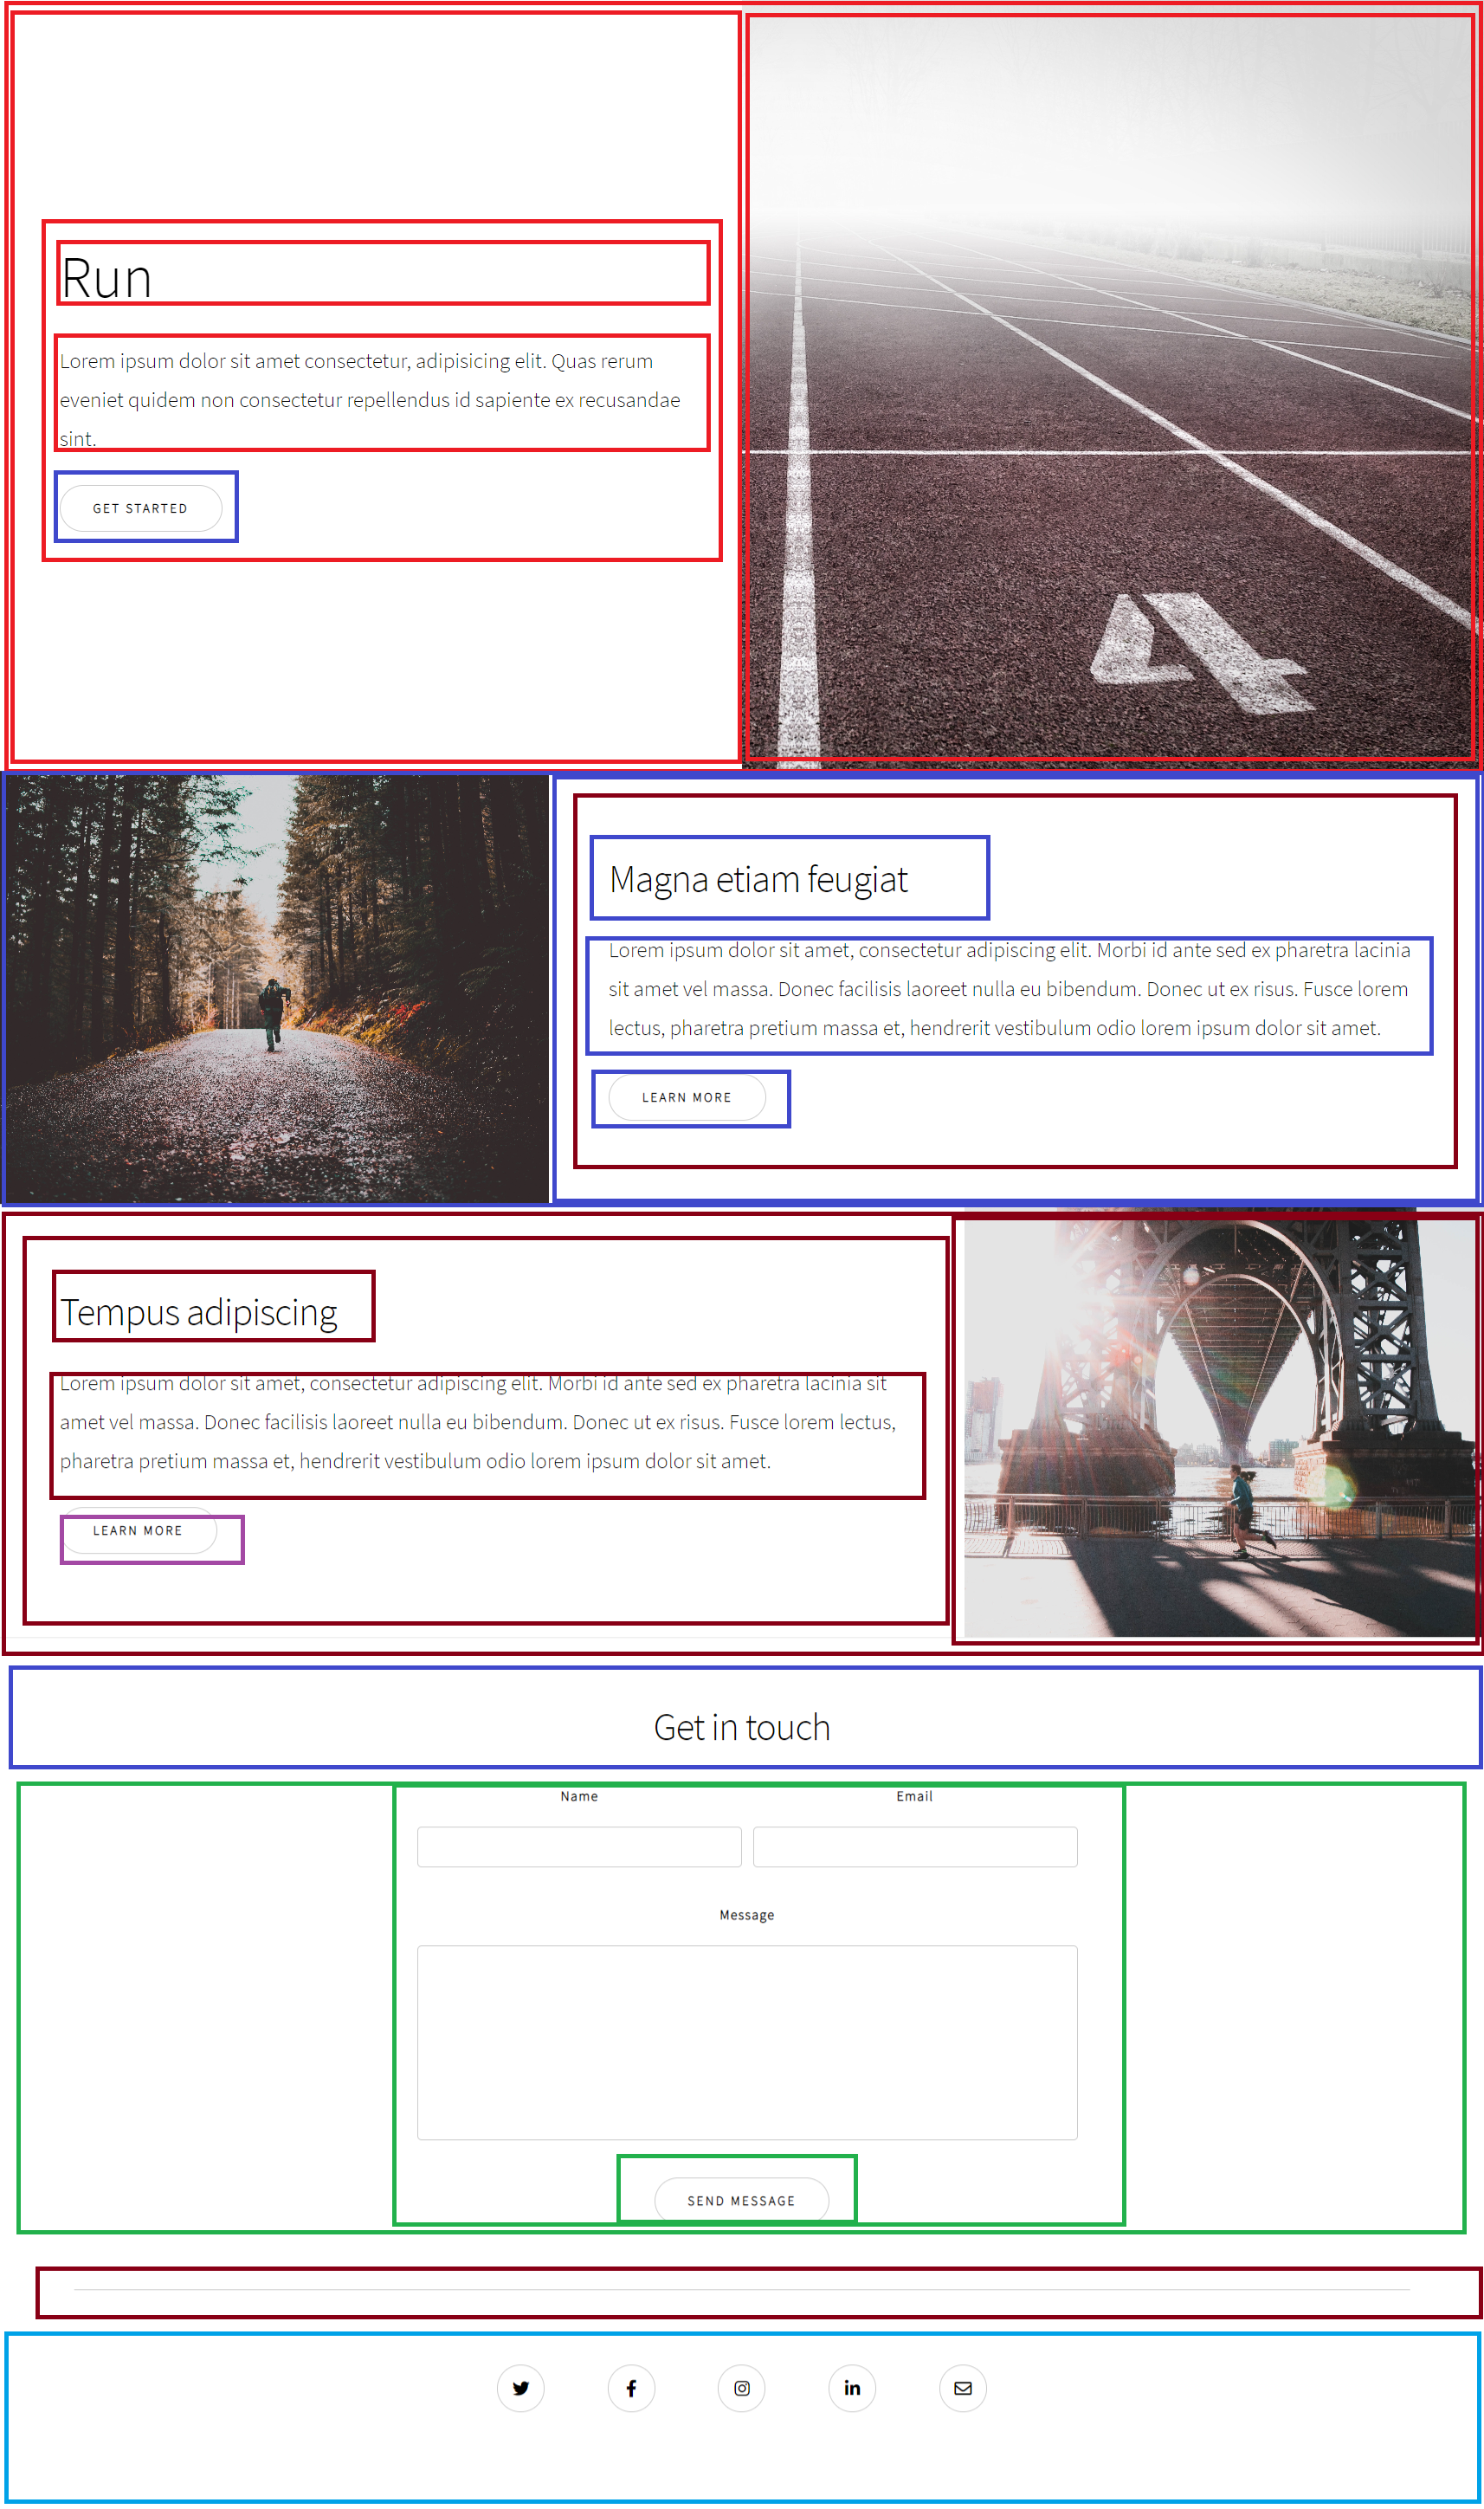 Run
Lorem ipsum dolor sit amet consectetur, adipisicing elit. Quas rerum
eveniet quidem non consectetur repellendus id sapiente ex recusandae
sint.
GET STARTED
4
Magna etiam feugiat
Lorem ipsum dolor sit amet, consectetur adipiscing elit. Morbi id ante sed ex pharetra lacinia
sit amet vel massa. Donec facilisis laoreet nulla eu bibendum. Donec ut ex risus. Fusce lorem
lectus, pharetra pretium massa et, hendrerit vestibulum odio lorem ipsum dolor sit amet.
LEARN MORE
Tempus adipiscing
Lorem ipsum dolor sit amet, consectetur adipiscing elit. Morbi id ante sed ex pharetra lacinia sit
amet vel massa. Donec facilisis laoreet nulla eu bibendum. Donec ut ex risus. Fusce lorem lectus,
pharetra pretium massa et, hendrerit vestibulum odio lorem ipsum dolor sit amet.
LEARN MORE
Get in touch
Name Email
Message
SEND MESSAGE